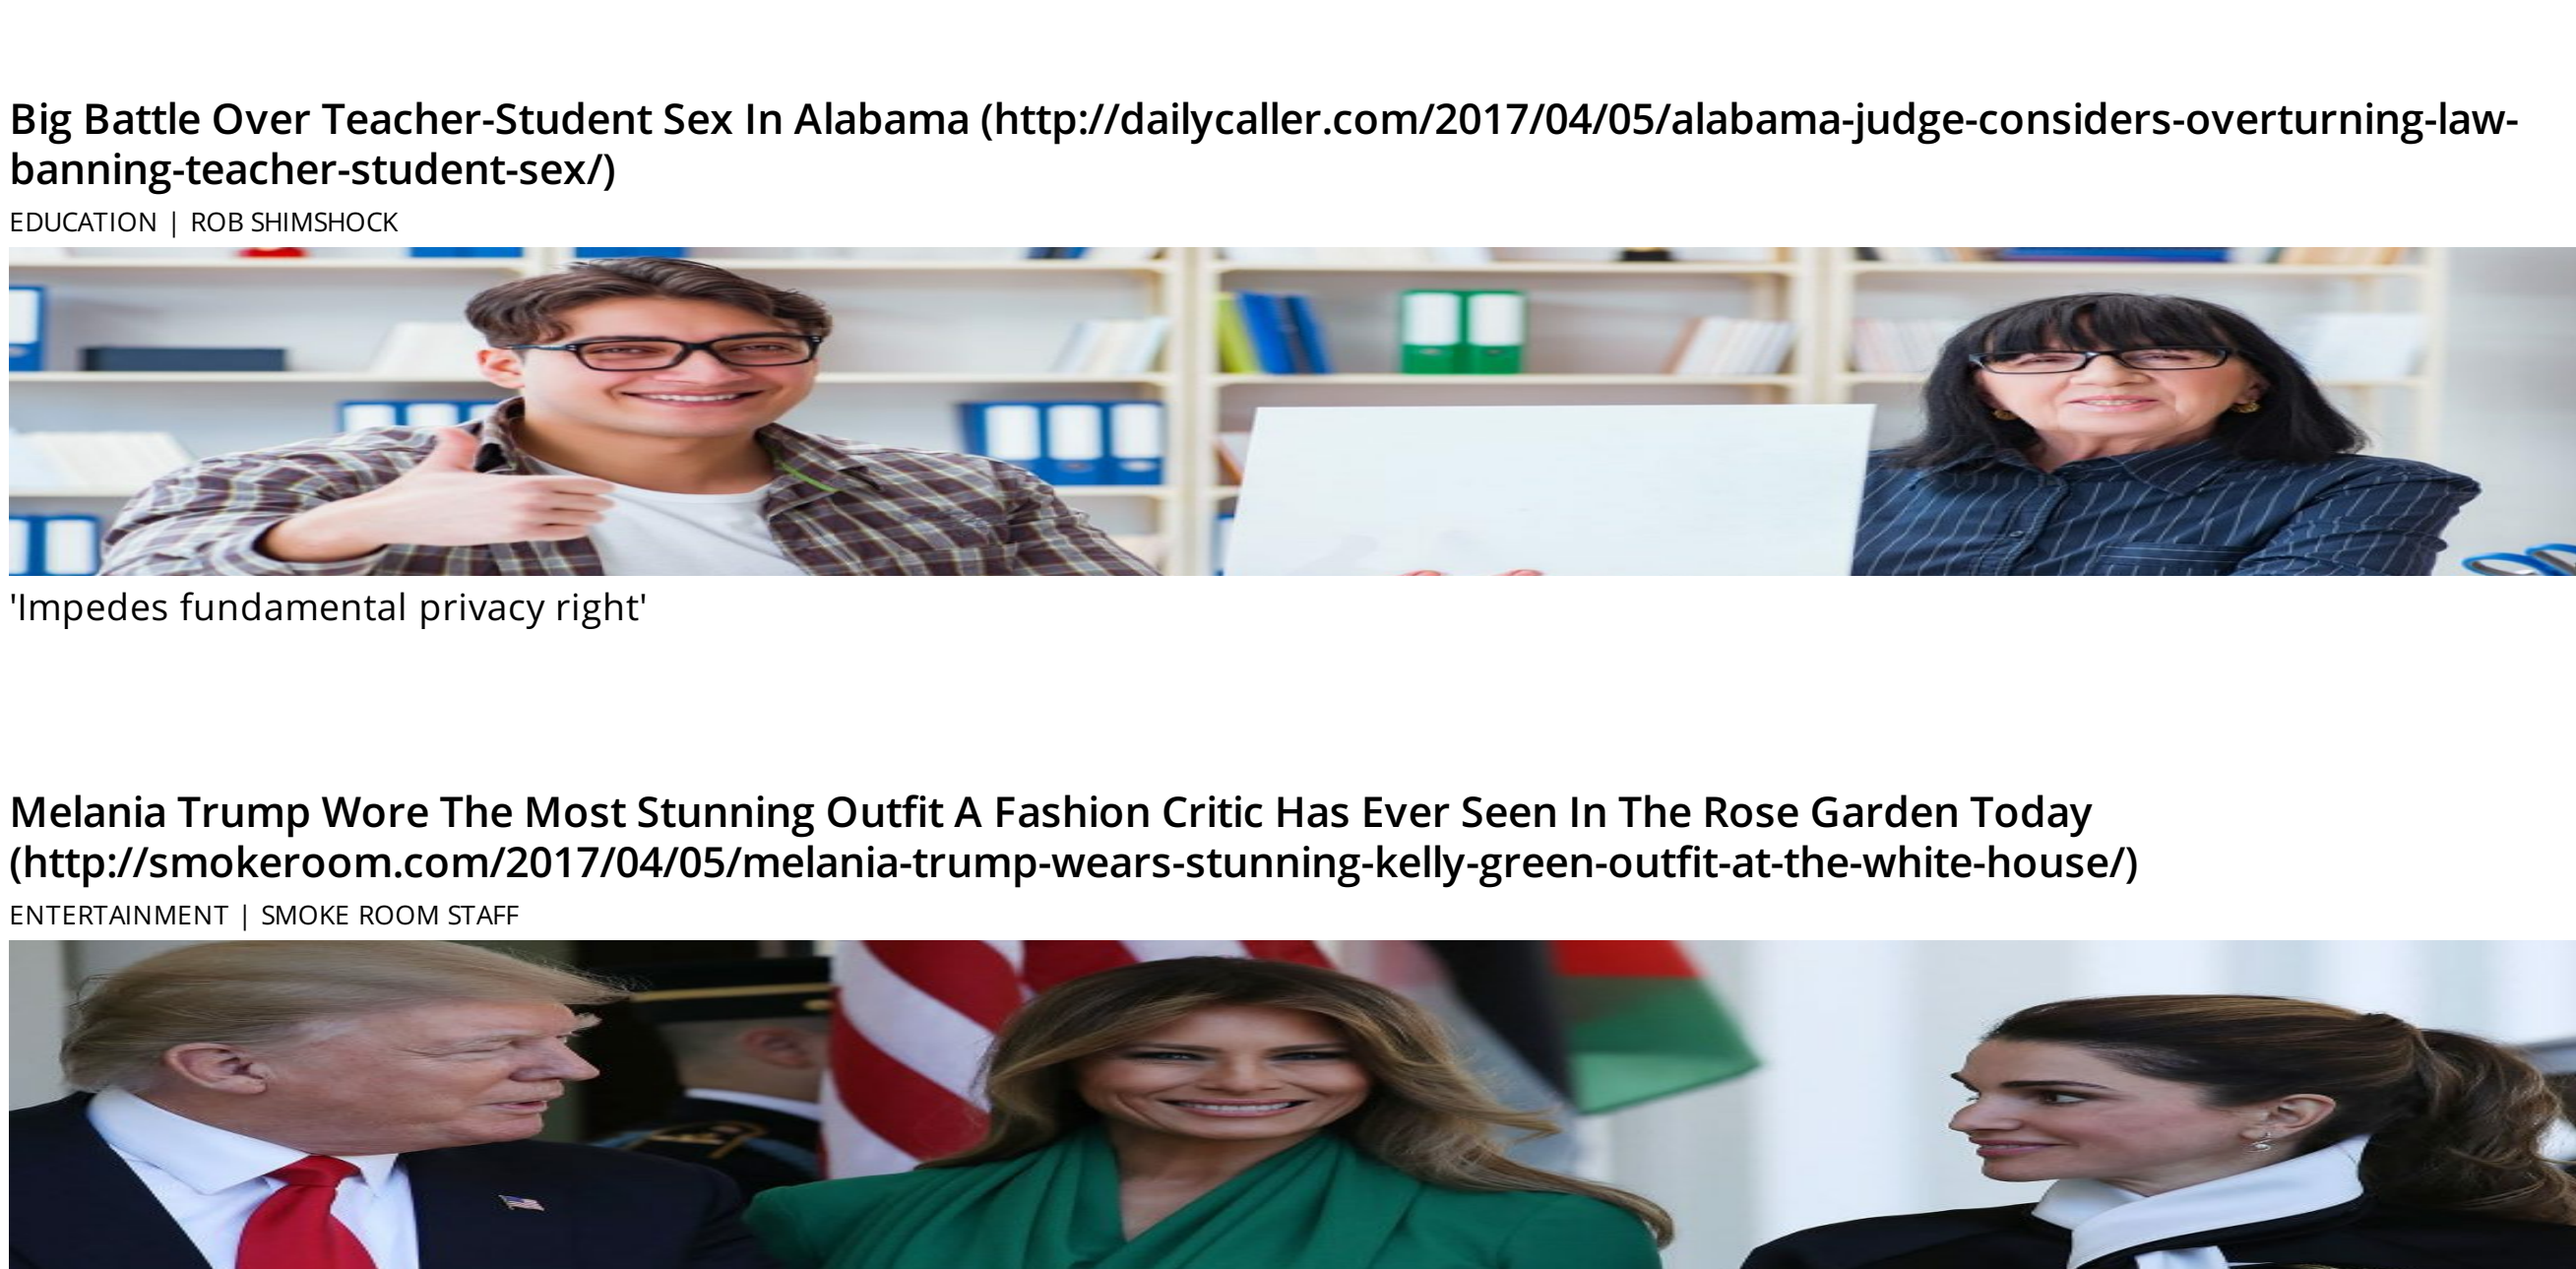 Big Battle Over Teacher-Student Sex In Alabama (http://dailycaller.com/2017/04/05/alabama-judge-considers-overturning-law-
banning-teacher-student-sex/)
EDUCATION | ROB SHIMSHOCK
'Impedes fundamental privacy right'
Melania Trump Wore The Most Stunning Outfit A Fashion Critic Has Ever Seen In The Rose Garden Today
(http://smokeroom.com/2017/04/05/melania-trump-wears-stunning-kelly-green-outfit-at-the-white-house/)
ENTERTAINMENT | SMOKE ROOM STAFF